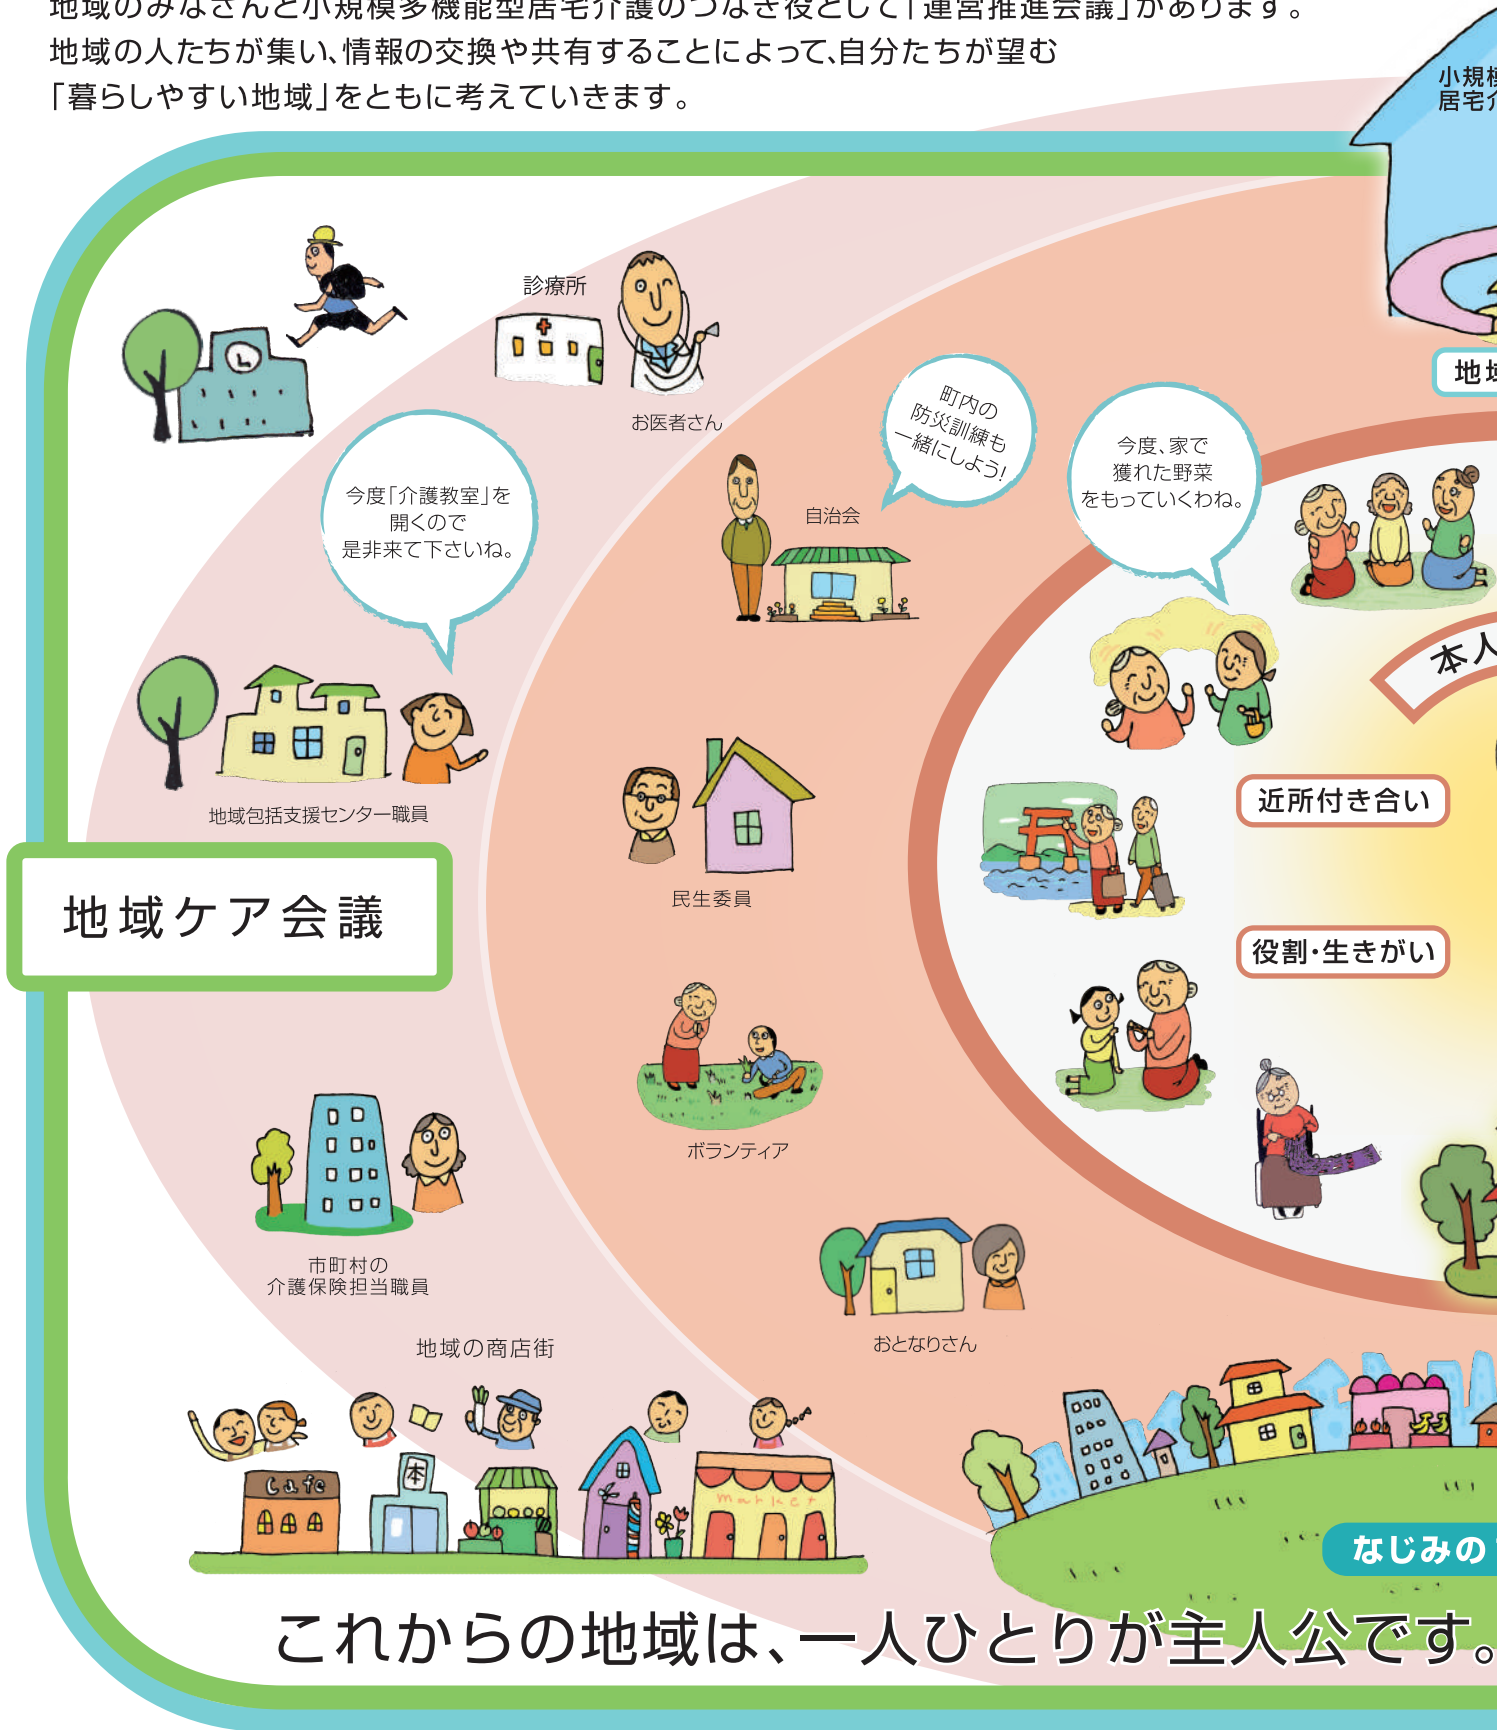 地域のみなさんと小規模多機能型居宅介護のつなぎ役として「運営推進会議」があります。
地域の人たちが集い、情報の交換や共有することによって、自分たちが望む
「暮らしやすい地域」をともに考えていきます。
小規模
居宅介
診療所
お医者さん
地域
町内の
防災訓練も
一緒にしよう!
今度、家で
獲れた野菜
をもっていくわね。
今度「介護教室」を
開くので
是非来て下さいね。
自治会
本人
地域包括支援センター職員
近所付き合い
民生委員
地域ケア会議
役割・生きがい
ボランティア
市町村の
介護保険担当職員
おとなりさん
地域の商店街
Cafe
本
market
なじみの
これからの地域は、一人ひとりが主人公です。